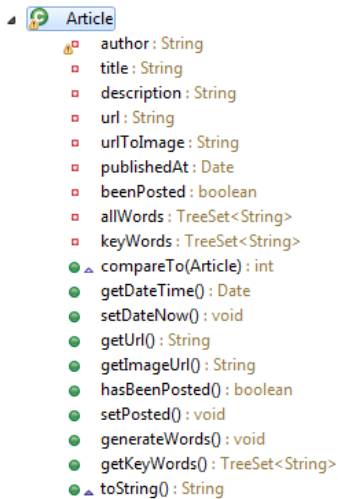 Article
author : String
title : String
description : String
url : String
urlToImage : String
publishedAt : Date
beenPosted : boolean
allWords : TreeSet<String>
keyWords : TreeSet<String>
compareTo(Article) : int
getDateTime() : Date
setDateNow() : void
getUrl() : String
getImageUrl() : String
hasBeenPosted() : boolean
setPosted() : void
generateWords() : void
getKeyWords() : TreeSet<String>
toString() : String